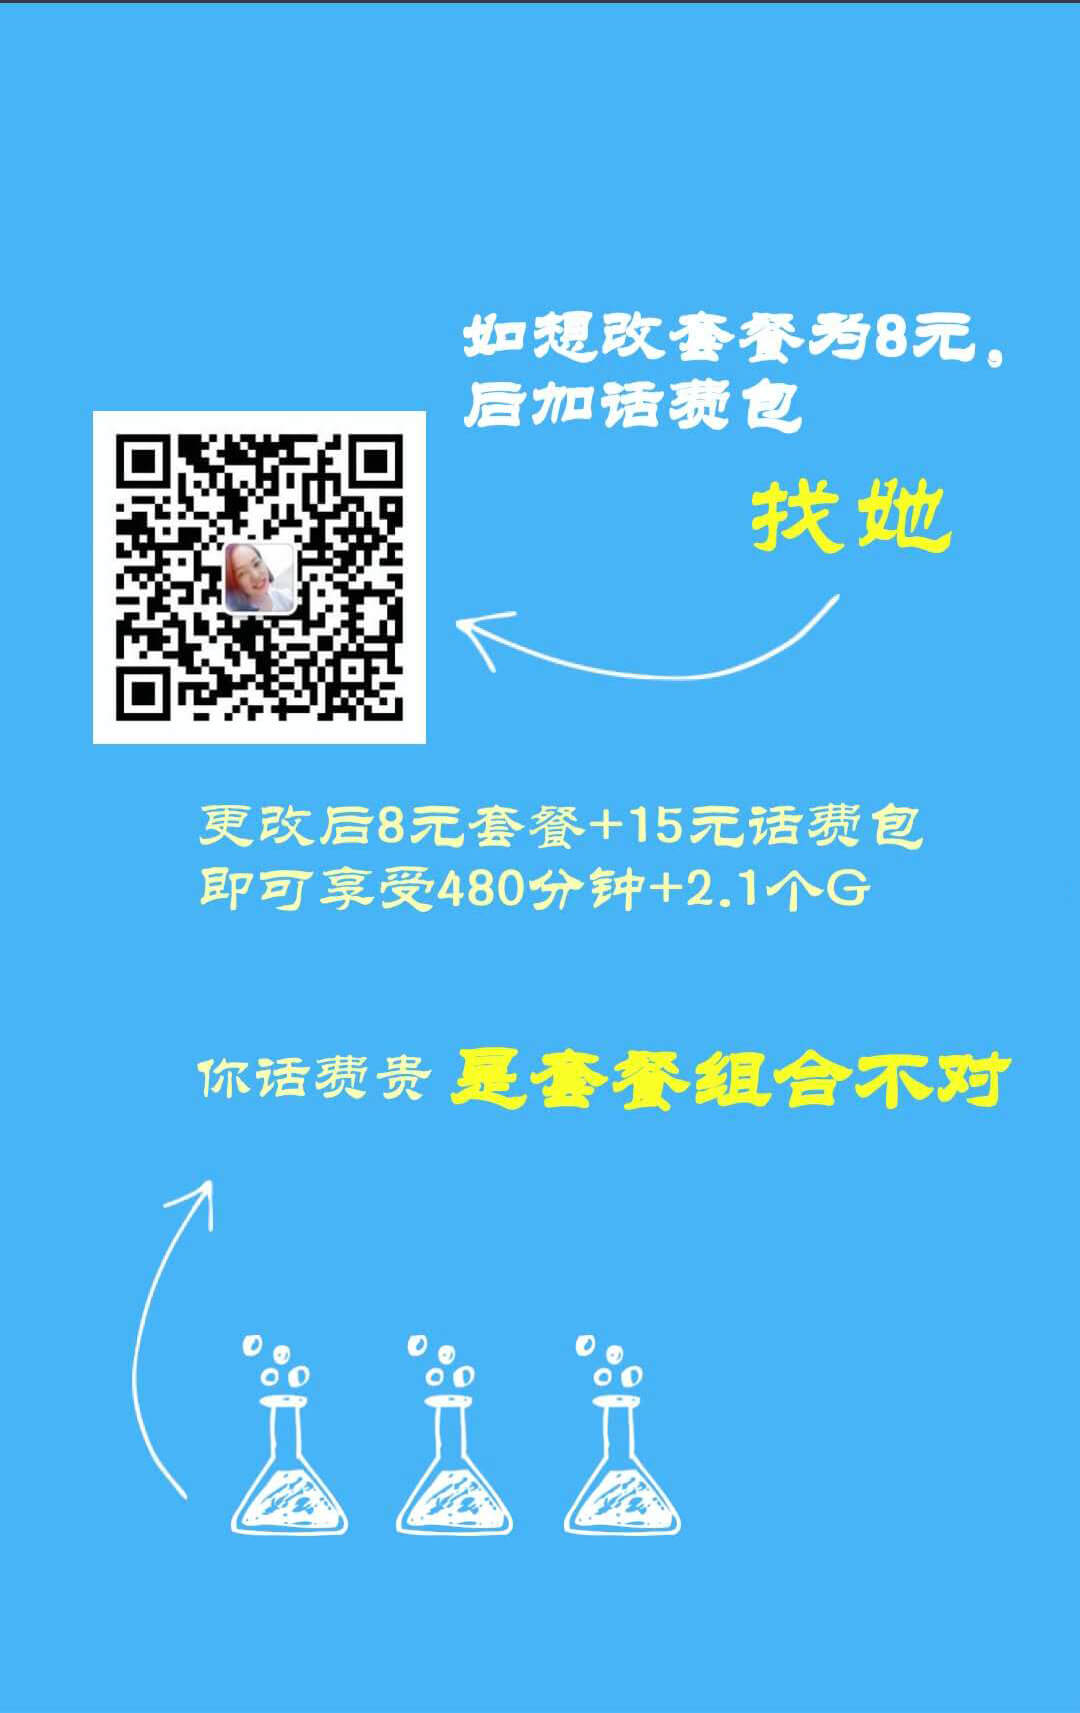 如想改套餐为8元，
后加话费包
找她
更改后8元套餐+15元话费包
即可享受480分钟+2.1个G
你话费贵 是套餐组合不对